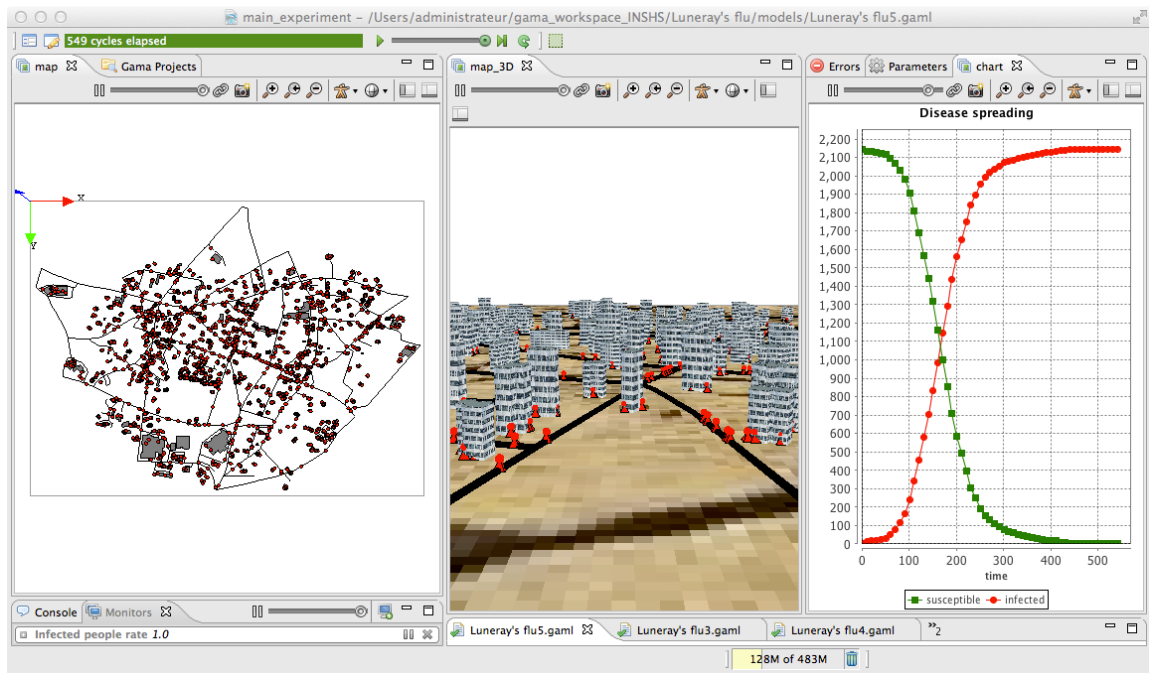 main_experiment – /Users/administrateur/gama_workspace_INSHS/Luneray's flu/models/Luneray's flu5.gaml
549 cycles elapsed
map
Gama Projects
X
Y
Console
Monitors
Infected people rate 1.0
map_3D
Errors
Parameters
chart
Disease spreading
2,200
2,100
2,000
1,900
1,800
1,700
1,600
1,500
1,400
1,300
1,200
1,100
1,000
900
800
700
600
500
400
300
200
100
0
0 100 200 300 400 500
time
susceptible infected
Luneray's flu5.gaml
Luneray's flu3.gaml
Luneray's flu4.gaml
»2
128M of 483M